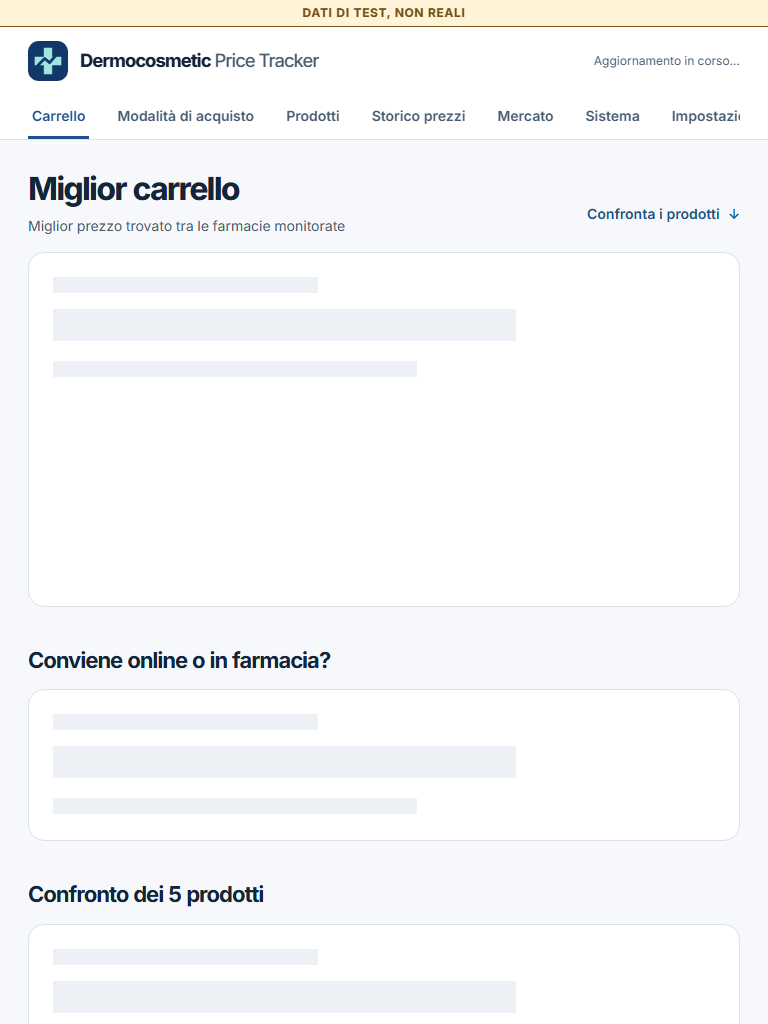 DATI DI TEST, NON REALI
Dermocosmetic Price Tracker
Aggiornamento in corso...
Carrello
Modalità di acquisto
Prodotti
Storico prezzi
Mercato
Sistema
Miglior carrello
Miglior prezzo trovato tra le farmacie monitorate
Confronta i prodotti ↓
Conviene online o in farmacia?
Confronto dei 5 prodotti